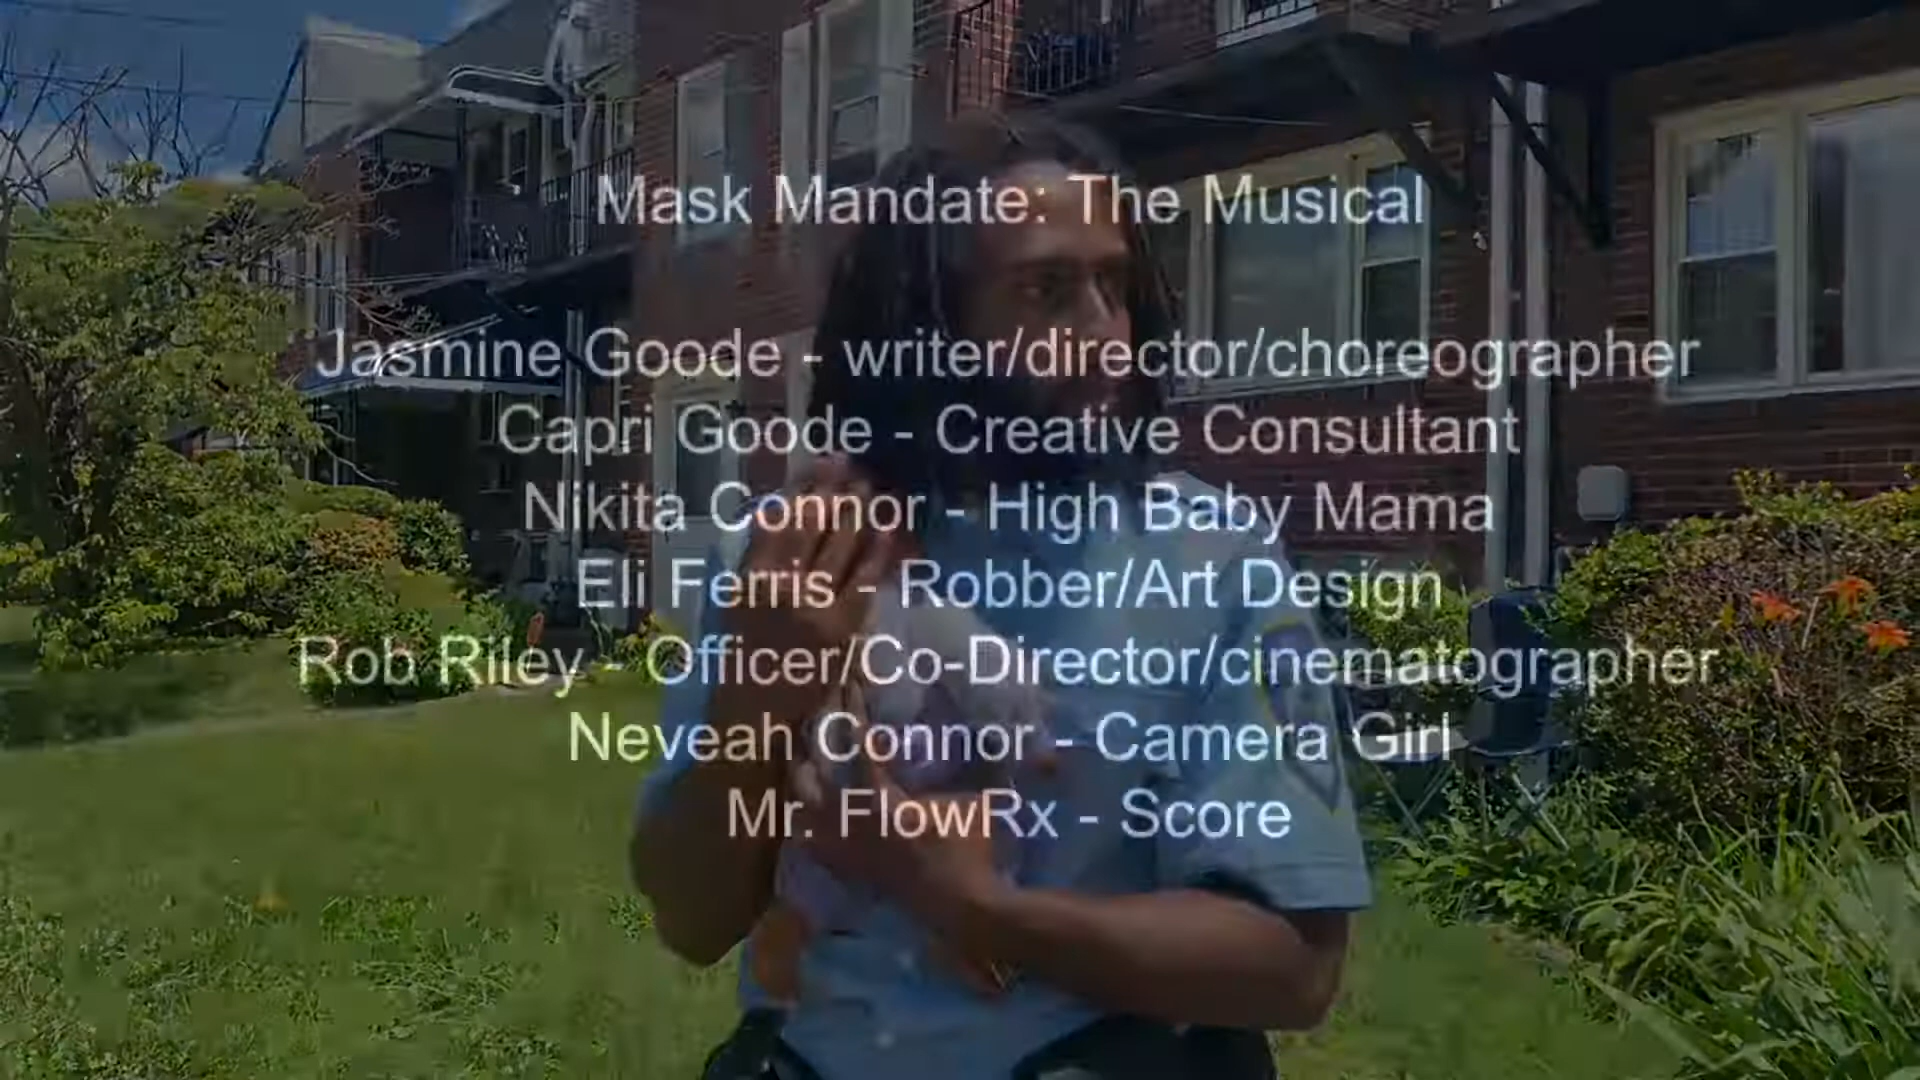 Mask Mandate: The Musical
Jasmine Goode - writer/director/choreographer
Capri Goode - Creative Consultant
Nikita Connor - High Baby Mama
Eli Ferris - Robber/Art Design
Rob Riley - Officer/Co-Director/cinematographer
Neveah Connor - Camera Girl
Mr. FlowRx - Score